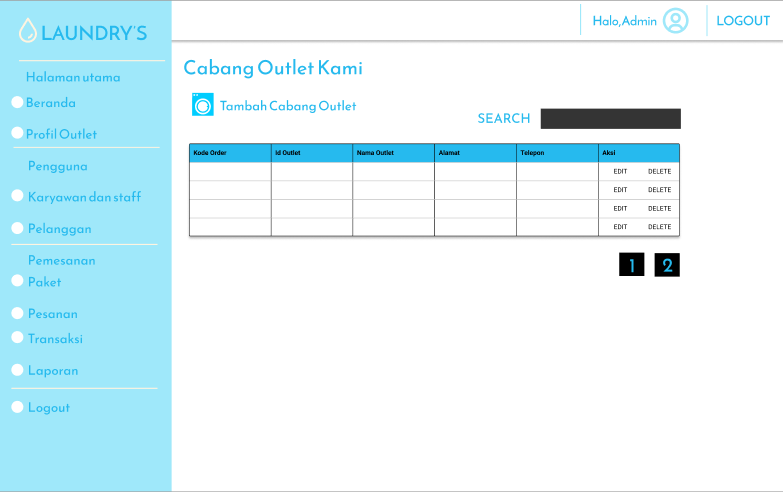 LAUNDRY'S
Halo,Admin
LOGOUT
Halaman utama
Beranda
Profil Outlet
Pengguna
Karyawan dan staff
Pelanggan
Pemesanan
Paket
Pesanan
Transaksi
Laporan
Logout
Cabang Outlet Kami
Tambah Cabang Outlet
SEARCH
Kode Order Id Outlet Nama Outlet Alamat Telepon Aksi
EDIT DELETE
EDIT DELETE
EDIT DELETE
EDIT DELETE
1 2